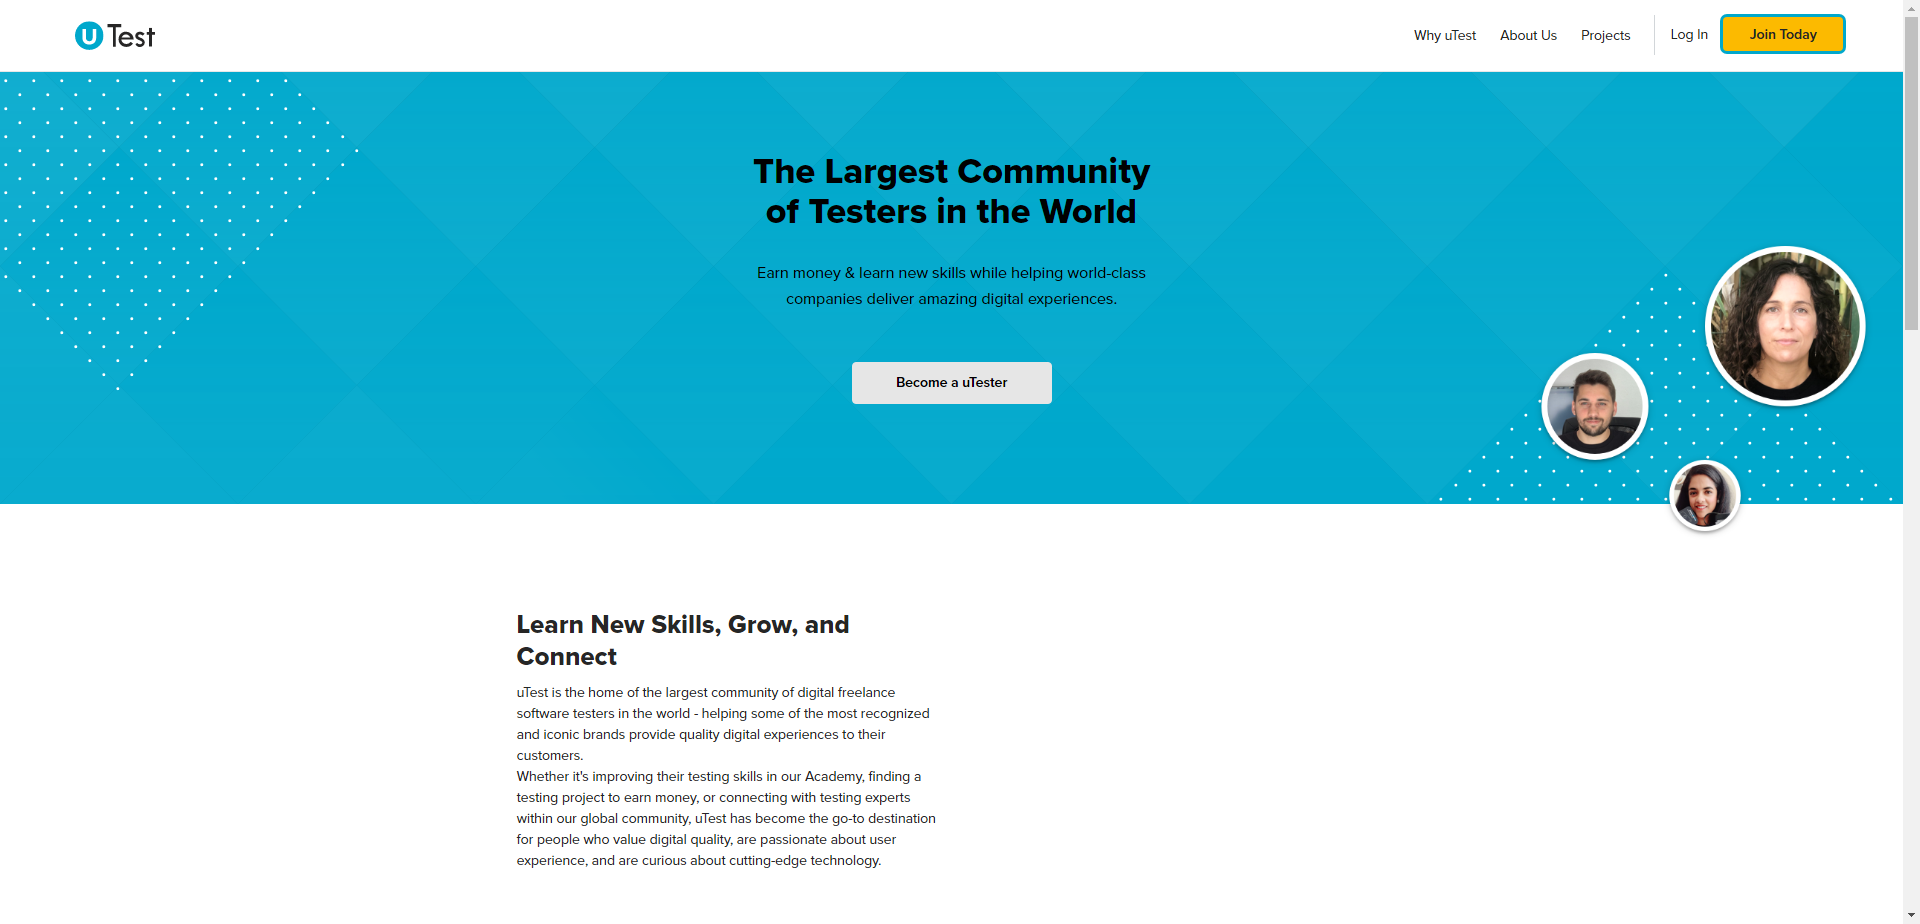 uTest
Why uTest
About Us
Projects
Log In
Join Today
The Largest Community
of Testers in the World
Earn money & learn new skills while helping world-class
companies deliver amazing digital experiences.
Become a uTester
Learn New Skills, Grow, and
Connect
uTest is the home of the largest community of digital freelance
software testers in the world - helping some of the most recognized
and iconic brands provide quality digital experiences to their
customers.
Whether it's improving their testing skills in our Academy, finding a
testing project to earn money, or connecting with testing experts
within our global community, uTest has become the go-to destination
for people who value digital quality, are passionate about user
experience, and are curious about cutting-edge technology.